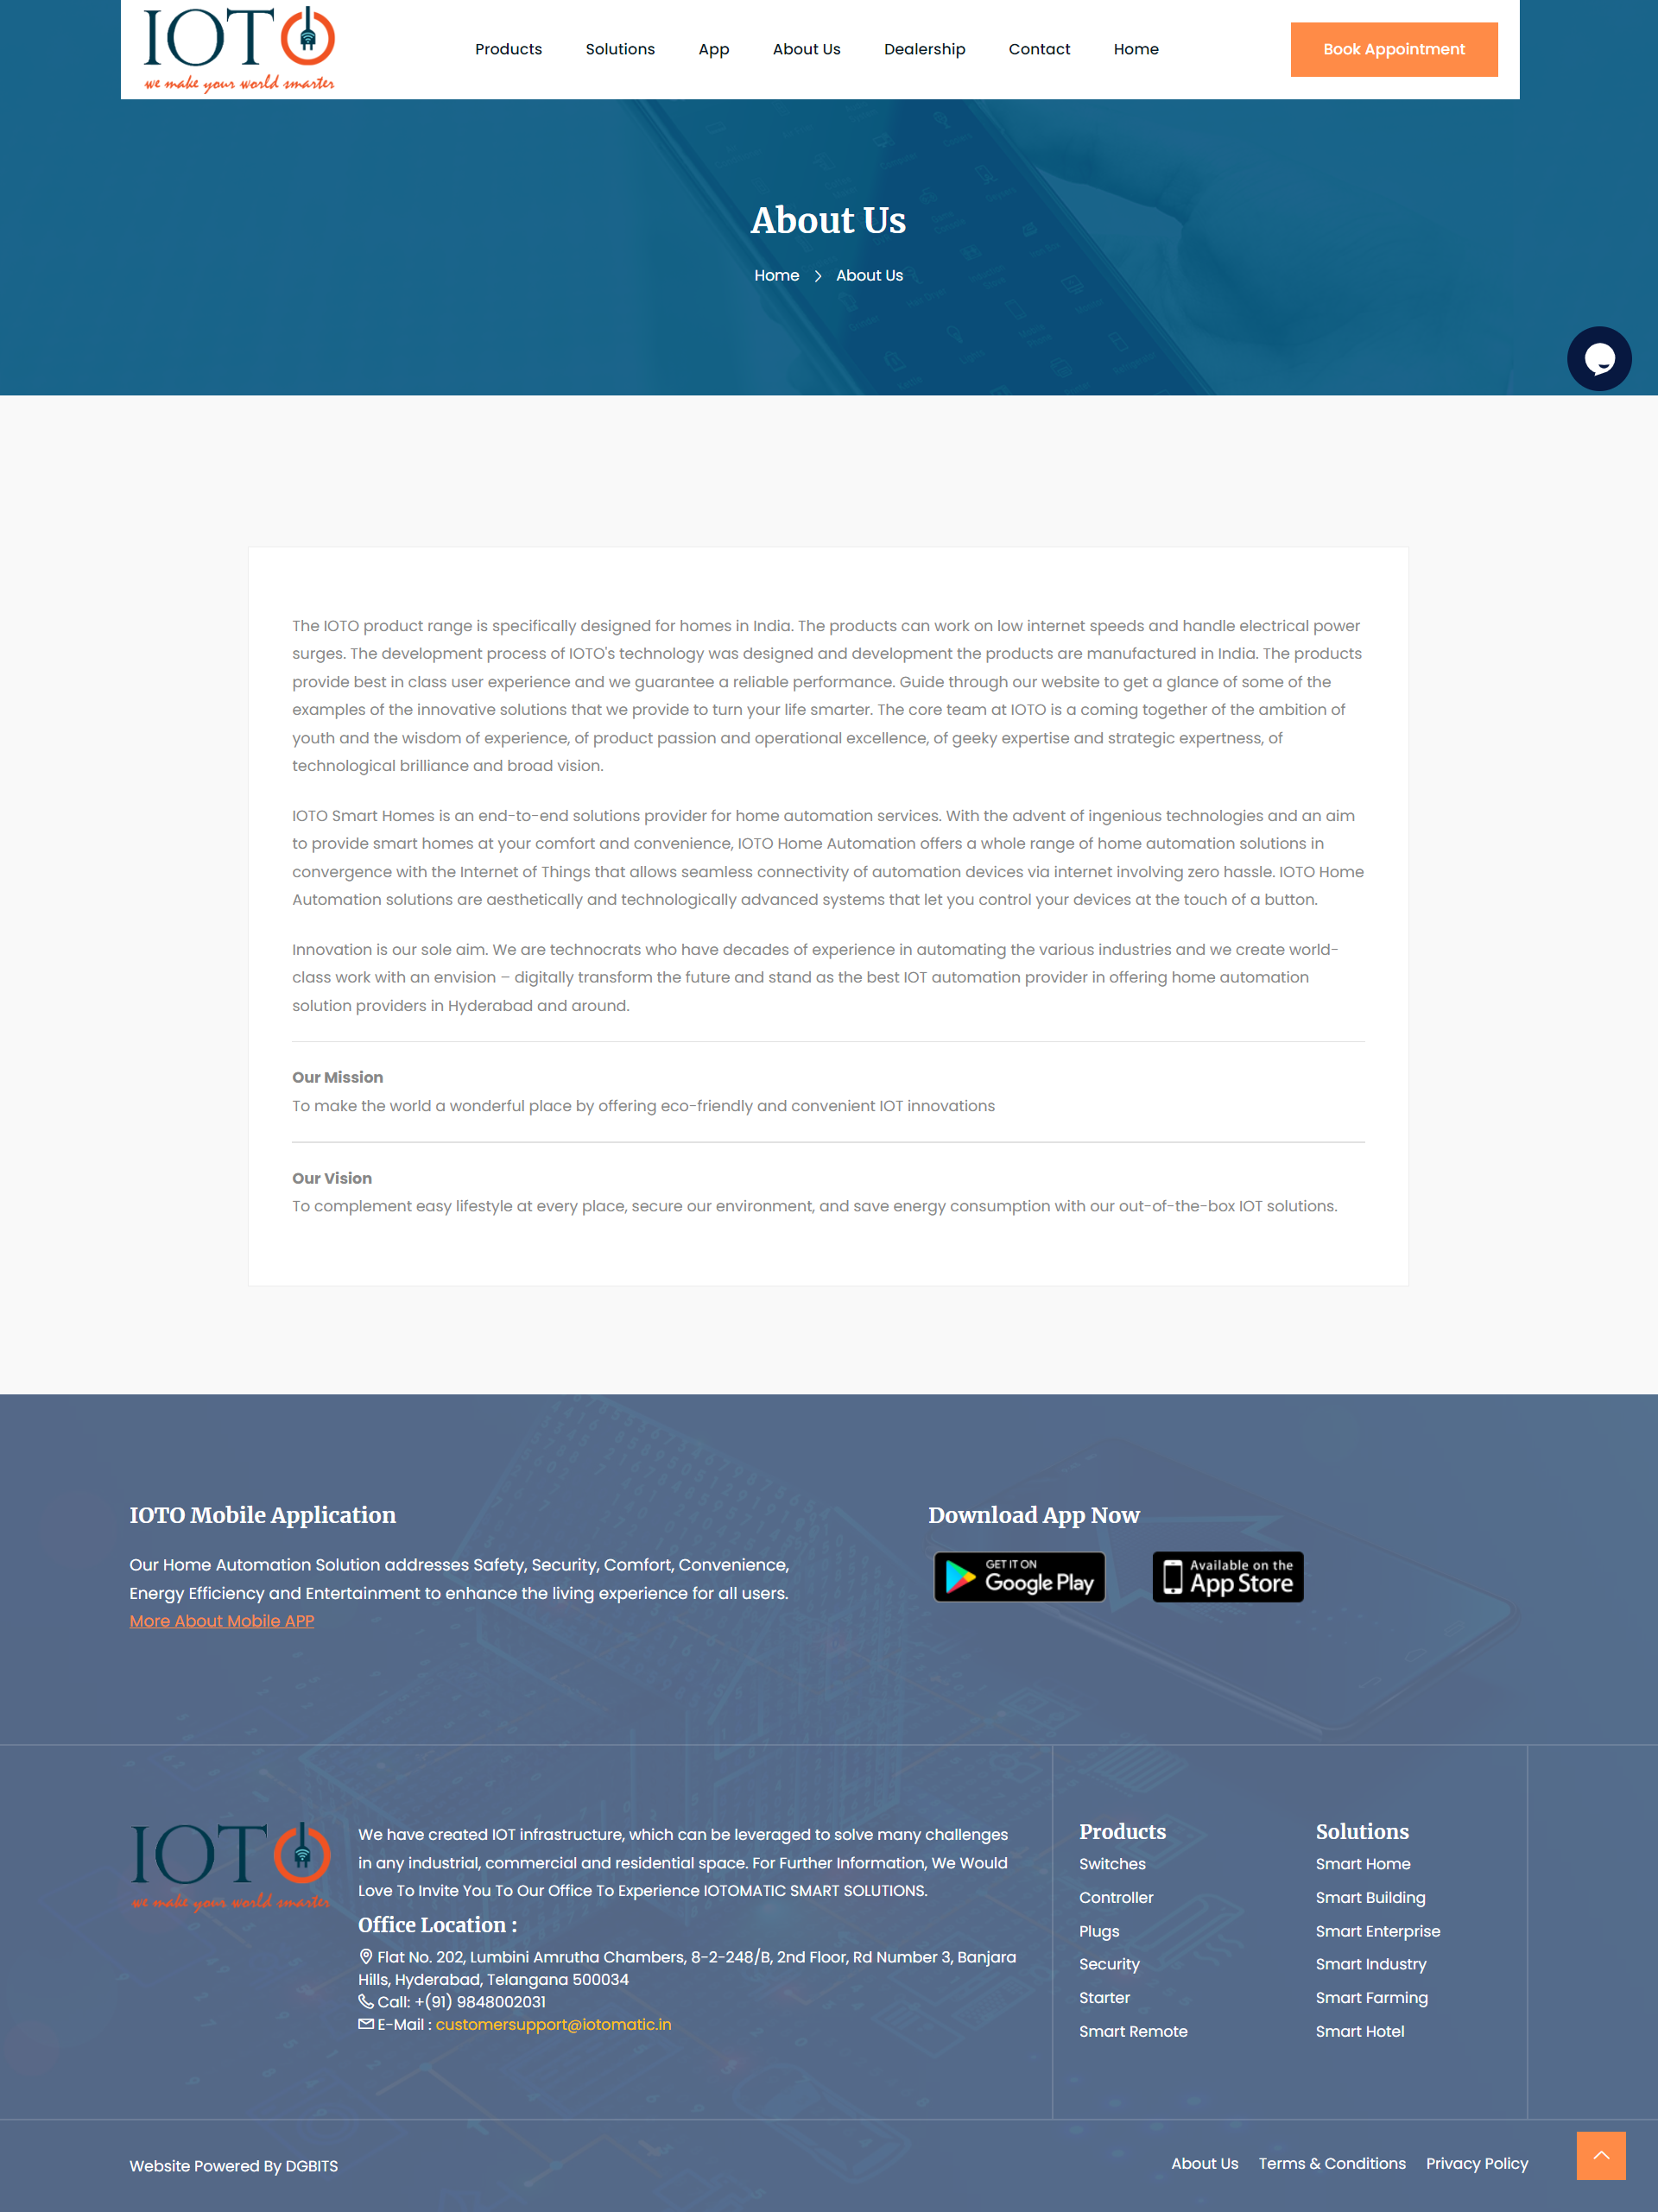 IOTO
we make your world smarter
Products
Solutions
App
About Us
Dealership
Contact
Home
Book Appointment
About Us
Home > About Us
The IOTO product range is specifically designed for homes in India. The products can work on low internet speeds and handle electrical power
surges. The development process of IOTO's technology was designed and development the products are manufactured in India. The products
provide best in class user experience and we guarantee a reliable performance. Guide through our website to get a glance of some of the
examples of the innovative solutions that we provide to turn your life smarter. The core team at IOTO is a coming together of the ambition of
youth and the wisdom of experience, of product passion and operational excellence, of geeky expertise and strategic expertness, of
technological brilliance and broad vision.
IOTO Smart Homes is an end-to-end solutions provider for home automation services. With the advent of ingenious technologies and an aim
to provide smart homes at your comfort and convenience, IOTO Home Automation offers a whole range of home automation solutions in
convergence with the Internet of Things that allows seamless connectivity of automation devices via internet involving zero hassle. IOTO Home
Automation solutions are aesthetically and technologically advanced systems that let you control your devices at the touch of a button.
Innovation is our sole aim. We are technocrats who have decades of experience in automating the various industries and we create world-
class work with an envision – digitally transform the future and stand as the best IOT automation provider in offering home automation
solution providers in Hyderabad and around.
Our Mission
To make the world a wonderful place by offering eco-friendly and convenient IOT innovations
Our Vision
To complement easy lifestyle at every place, secure our environment, and save energy consumption with our out-of-the-box IOT solutions.
IOTO Mobile Application
Our Home Automation Solution addresses Safety, Security, Comfort, Convenience,
Energy Efficiency and Entertainment to enhance the living experience for all users.
More About Mobile APP
Download App Now
GET IT ON
Google Play
Available on the
App Store
IOTO
we make your world smarter
We have created IOT infrastructure, which can be leveraged to solve many challenges
in any industrial, commercial and residential space. For Further Information, We Would
Love To Invite You To Our Office To Experience IOTOMATIC SMART SOLUTIONS.
Office Location :
Flat No. 202, Lumbini Amrutha Chambers, 8-2-248/B, 2nd Floor, Rd Number 3, Banjara
Hills, Hyderabad, Telangana 500034
Call: +(91) 9848002031
E-Mail : customersupport@iotomatic.in
Products
Switches
Controller
Plugs
Security
Starter
Smart Remote
Solutions
Smart Home
Smart Building
Smart Enterprise
Smart Industry
Smart Farming
Smart Hotel
Website Powered By DGBITS
About Us
Terms & Conditions
Privacy Policy